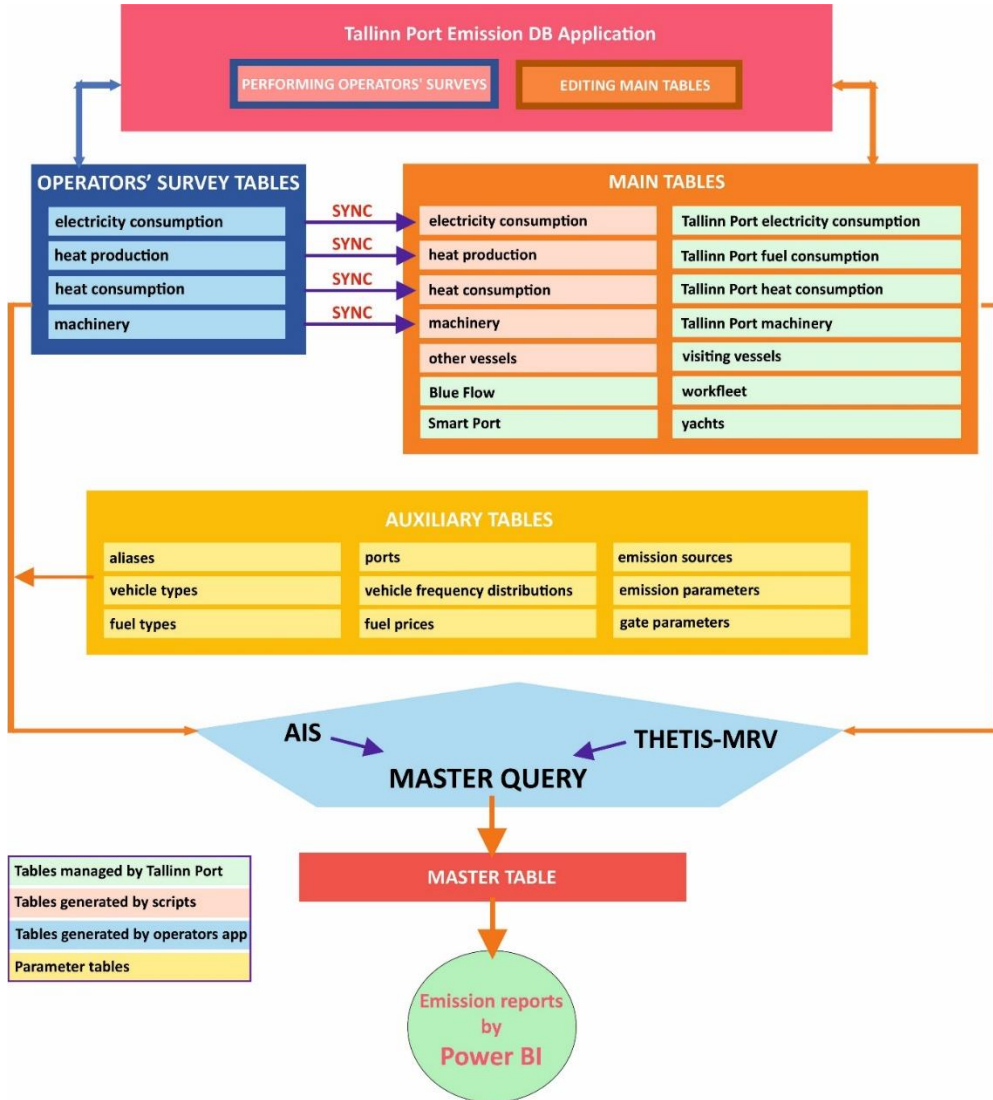 Tallinn Port Emission DB Application
PERFORMING OPERATORS' SURVEYS
EDITING MAIN TABLES
OPERATORS' SURVEY TABLES
electricity consumption
heat production
heat consumption
machinery
SYNC
SYNC
SYNC
SYNC
MAIN TABLES
electricity consumption
heat production
heat consumption
machinery
other vessels
Blue Flow
Smart Port
Tallinn Port electricity consumption
Tallinn Port fuel consumption
Tallinn Port heat consumption
Tallinn Port machinery
visiting vessels
workfleet
yachts
AUXILIARY TABLES
aliases
vehicle types
fuel types
ports
vehicle frequency distributions
fuel prices
emission sources
emission parameters
gate parameters
AIS
THETIS-MRV
MASTER QUERY
MASTER TABLE
Tables managed by Tallinn Port
Tables generated by scripts
Tables generated by operators app
Parameter tables
Emission reports
by
Power BI